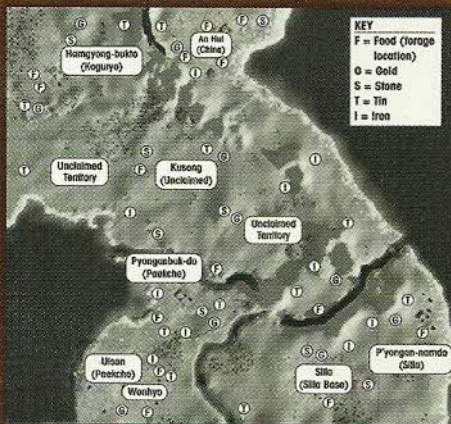 G T T F F S
S
Hamgyong-bukto
(Koguryo)
An Hui
(China)
G
F F
I
KEY
F = Food (forage
location)
G = Gold
S = Stone
T = Tin
I = Iron
F
F
T G
S T G
F
I
T
Unclaimed
Territory
Kusong
(Unclaimed)
I
I
S G
T
Unclaimed
Territory
S
Pyonganbuk-do
(Paekche)
F
I
G
T
I
T
S
F
G
F
T I
T
G
I
F
P'yongan-namdo
(Silla)
I
F
T
Ulsan
(Paekche)
Wonhyo
G F
T
S G
I
Silla
(Silla Base)
S
F